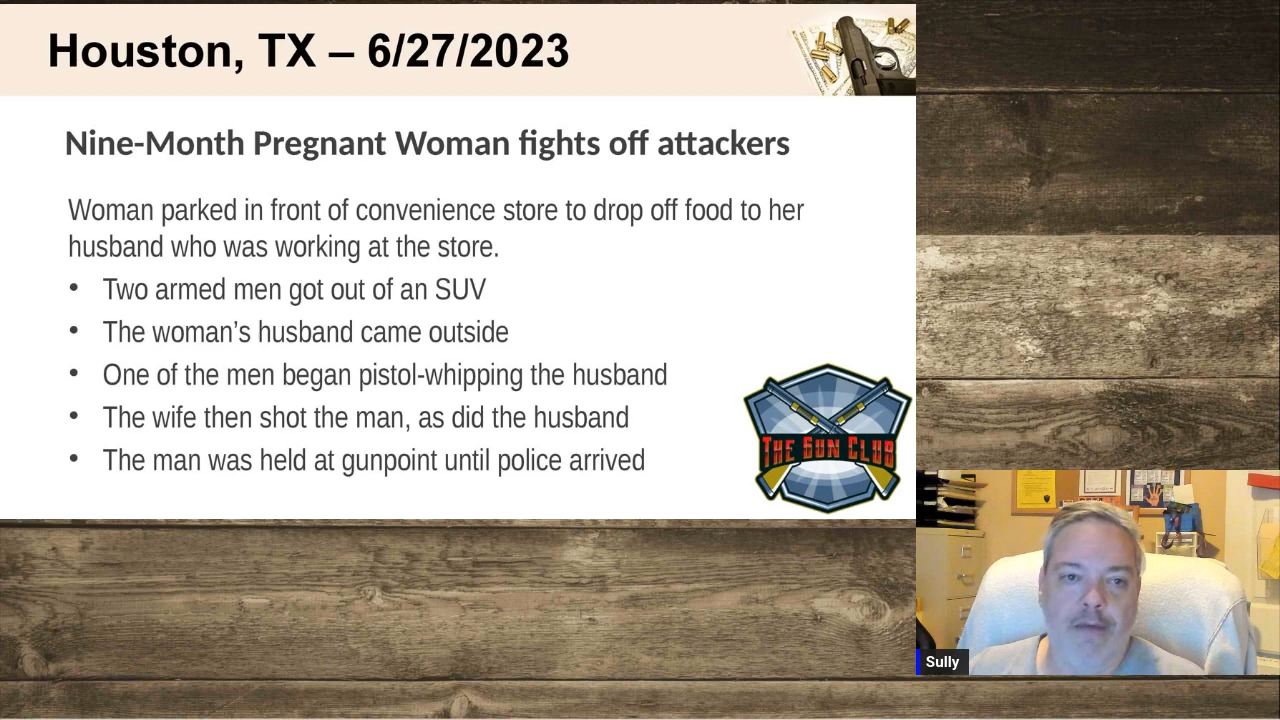 Houston, TX – 6/27/2023
Nine-Month Pregnant Woman fights off attackers
Woman parked in front of convenience store to drop off food to her
husband who was working at the store.
• Two armed men got out of an SUV
• The woman’s husband came outside
• One of the men began pistol-whipping the husband
• The wife then shot the man, as did the husband
• The man was held at gunpoint until police arrived
THE GUN CLUB
Sully